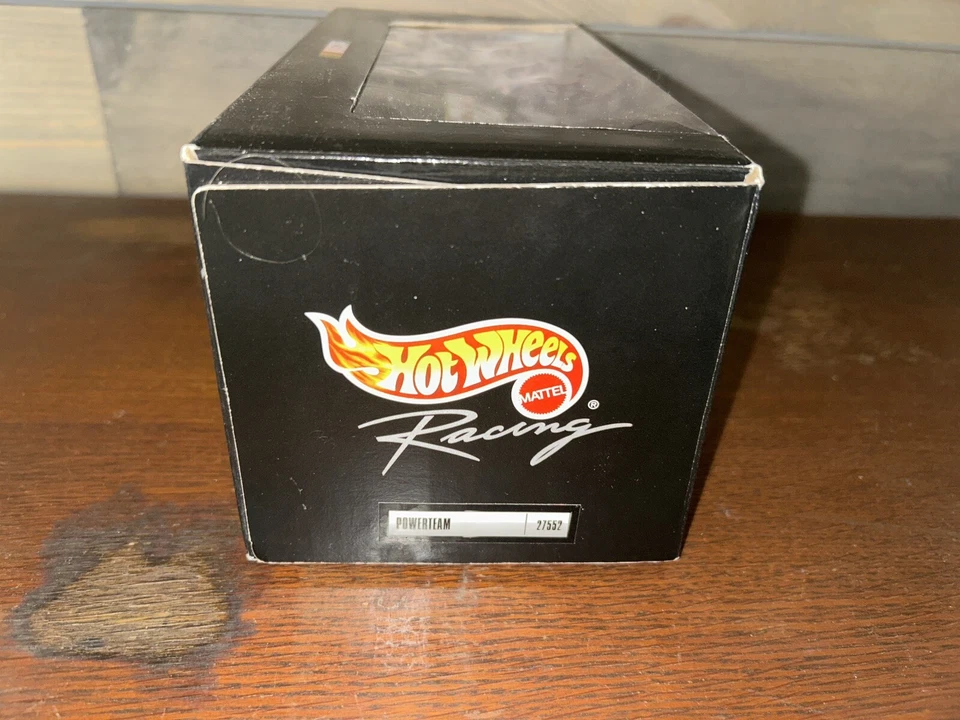 HOT WHEELS
MATTEL
®
Racing
POWERTEAM 27552